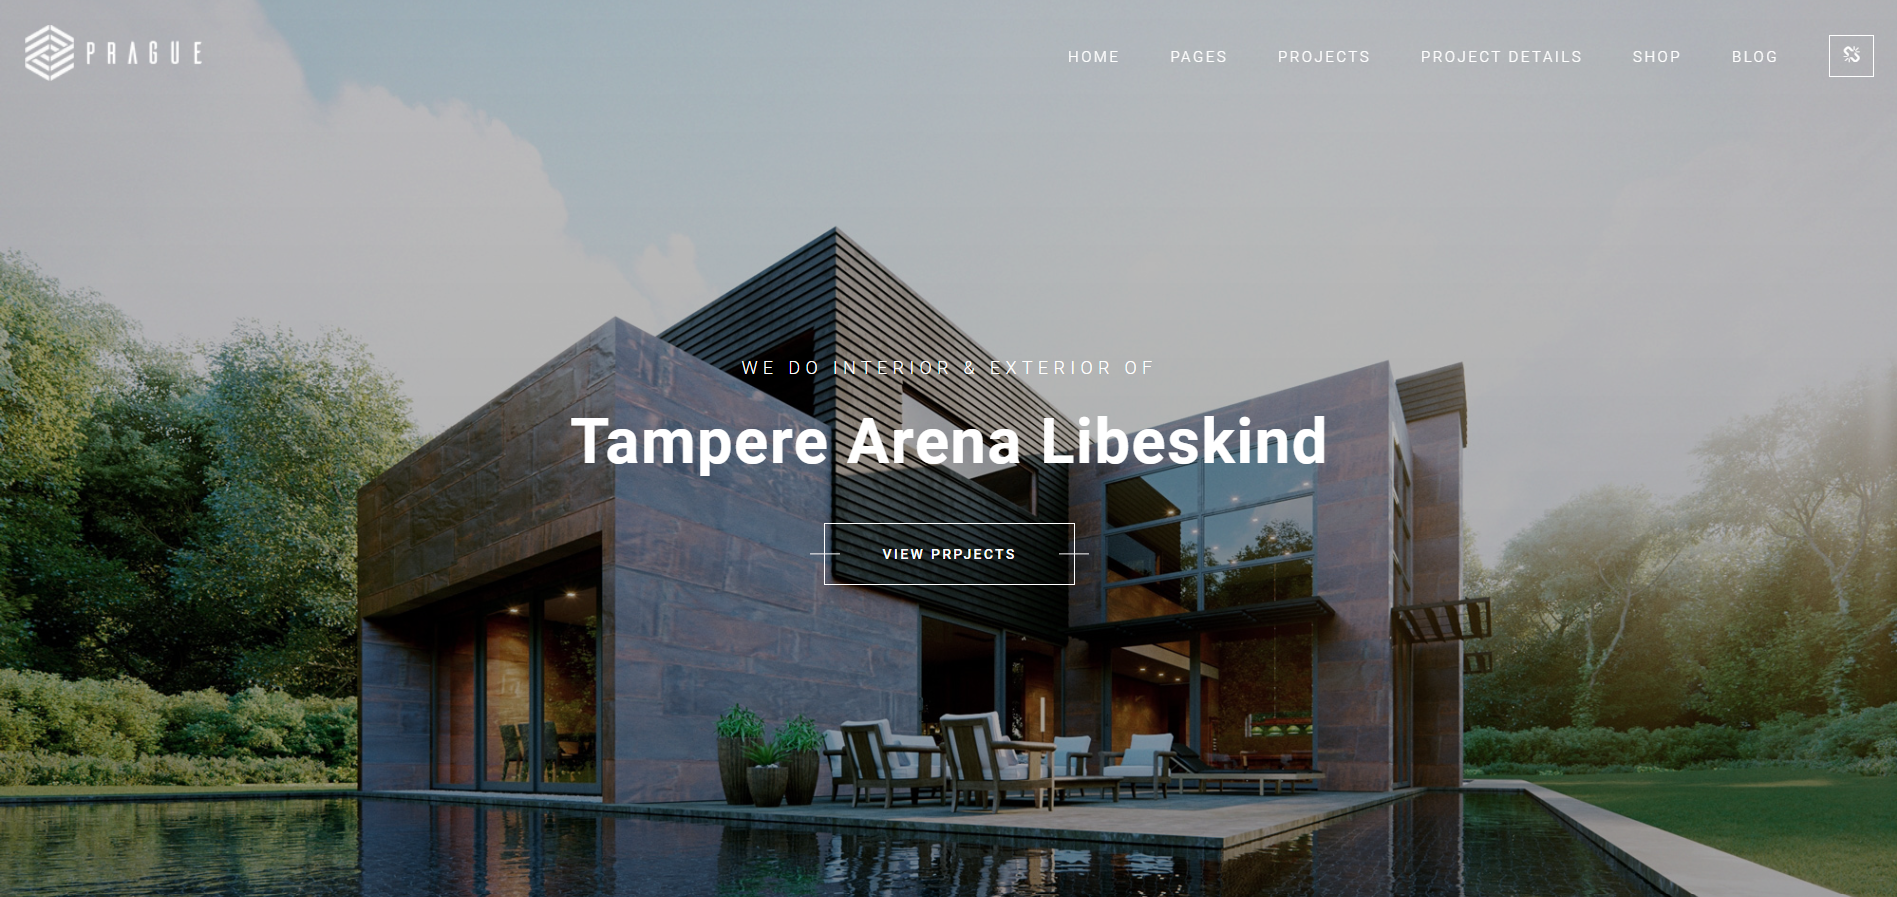 PRAGUE
HOME PAGES PROJECTS PROJECT DETAILS SHOP BLOG
WE DO INTERIOR & EXTERIOR OF
Tampere Arena Libeskind
VIEW PRPJECTS